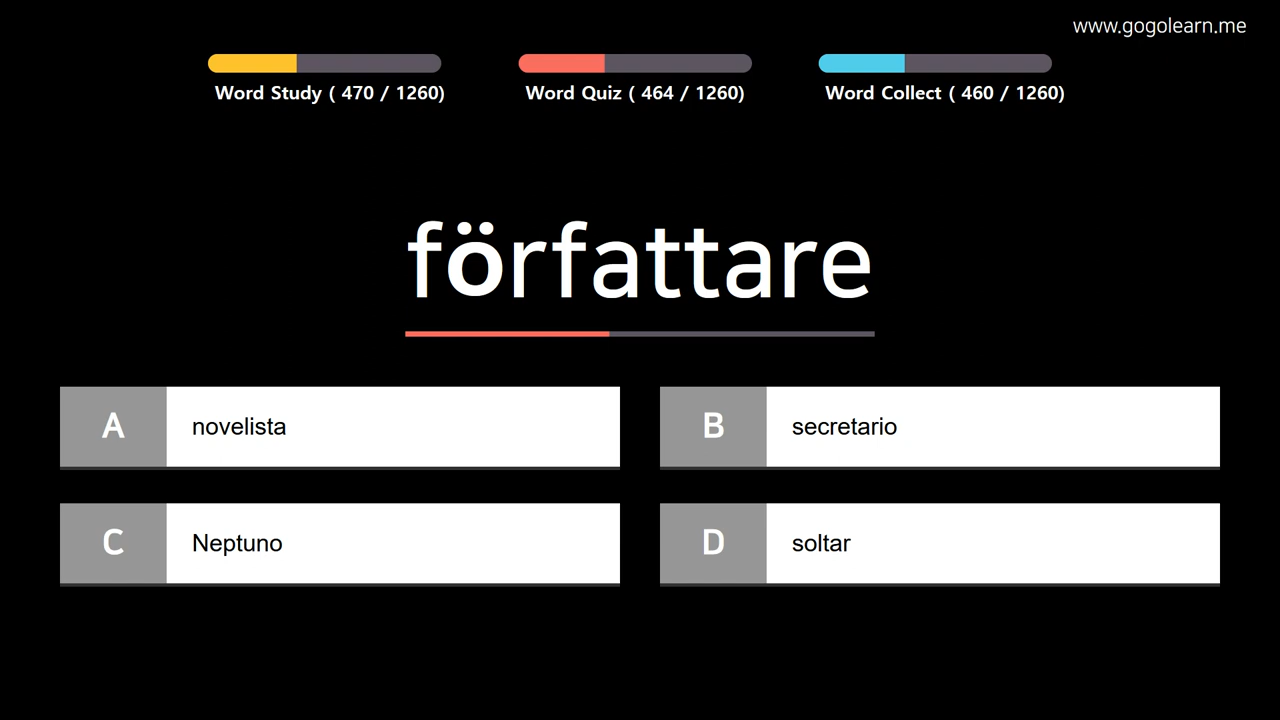 www.gogolearn.me
Word Study ( 470 / 1260)
Word Quiz ( 464 / 1260)
Word Collect ( 460 / 1260)
författare
A novelista
B secretario
C Neptuno
D soltar